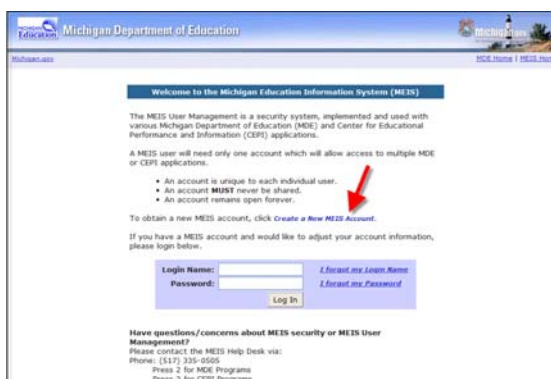 Education
Michigan Department of Education
Michigan.gov
Michigan.gov
MDE Home | MEIS Hom
Welcome to the Michigan Education Information System (MEIS)
The MEIS User Management is a security system, implemented and used with
various Michigan Department of Education (MDE) and Center for Educational
Performance and Information (CEPI) applications.
A MEIS user will need only one account which will allow access to multiple MDE
or CEPI applications.
• An account is unique to each individual user.
• An account MUST never be shared.
• An account remains open forever.
To obtain a new MEIS account, click Create a New MEIS Account.
If you have a MEIS account and would like to adjust your account information,
please login below.
Login Name: I forgot my Login Name
Password: I forgot my Password
Log In
Have questions/concerns about MEIS security or MEIS User
Management?
Please contact the MEIS Help Desk via:
Phone: (517) 335-0505
Press 2 for MDE Programs